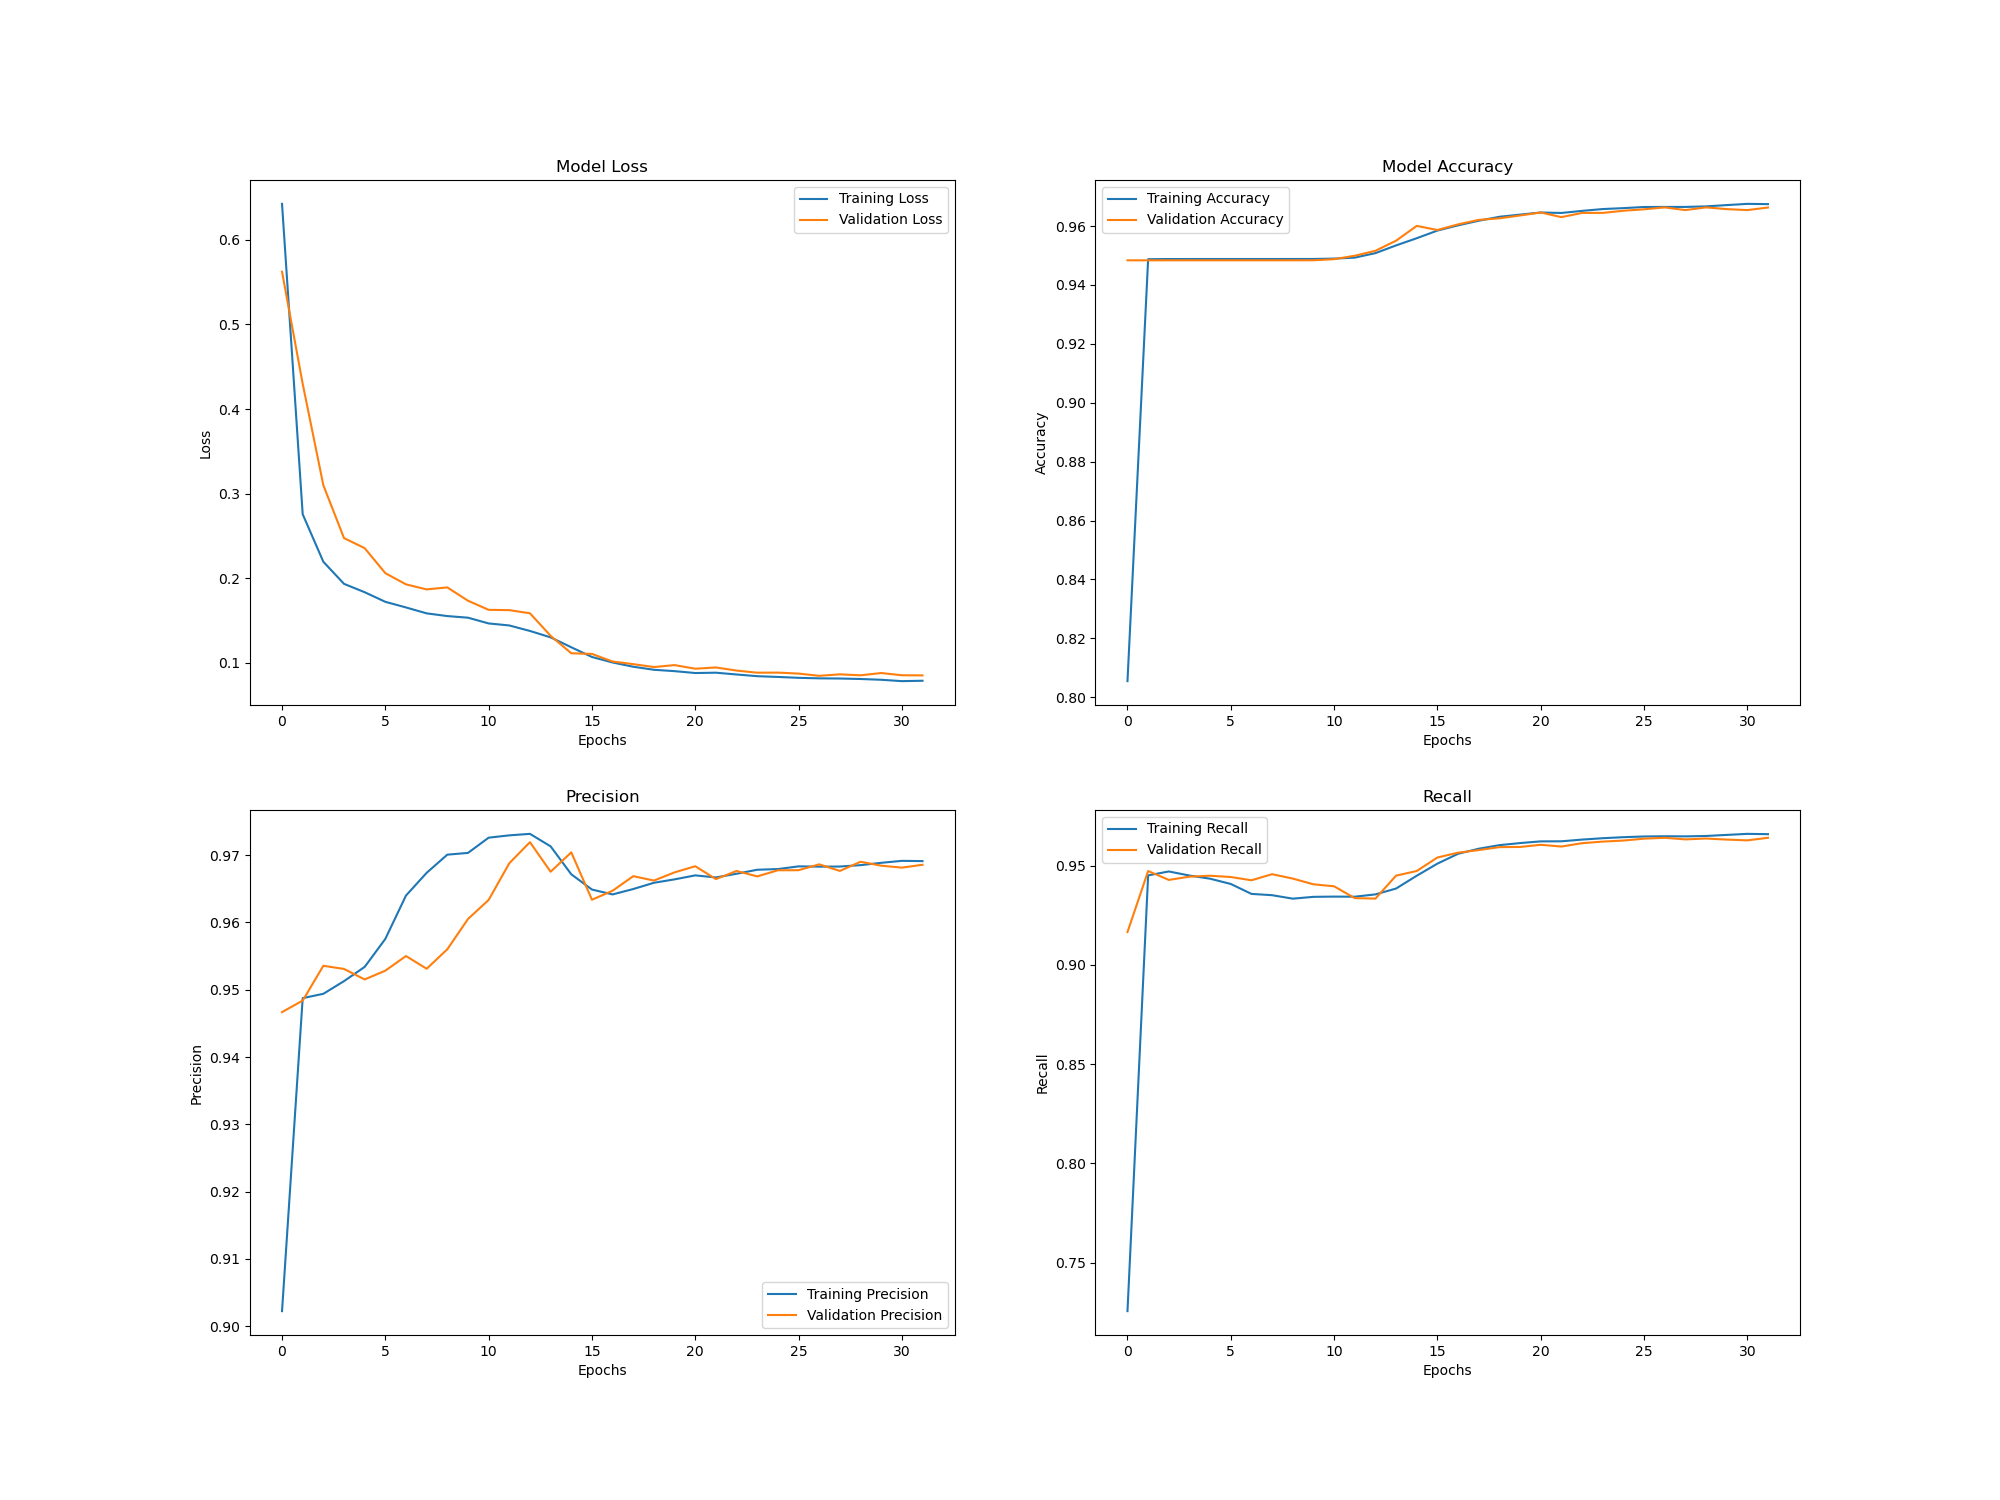 Model Loss
Training Loss
Validation Loss
0.6
0.5
0.4
0.3
0.2
0.1
Loss
0 5 10 15 20 25 30
Epochs
Model Accuracy
Training Accuracy
Validation Accuracy
0.96
0.94
0.92
0.90
0.88
0.86
0.84
0.82
0.80
Accuracy
0 5 10 15 20 25 30
Epochs
Precision
0.97
0.96
0.95
0.94
0.93
0.92
0.91
0.90
Precision
Training Precision
Validation Precision
0 5 10 15 20 25 30
Epochs
Recall
Training Recall
Validation Recall
0.95
0.90
0.85
0.80
0.75
Recall
0 5 10 15 20 25 30
Epochs